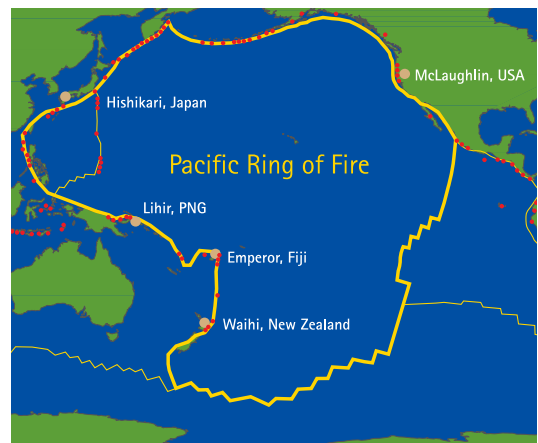 McLaughlin, USA
Hishikari, Japan
Pacific Ring of Fire
Lihir, PNG
Emperor, Fiji
Waihi, New Zealand